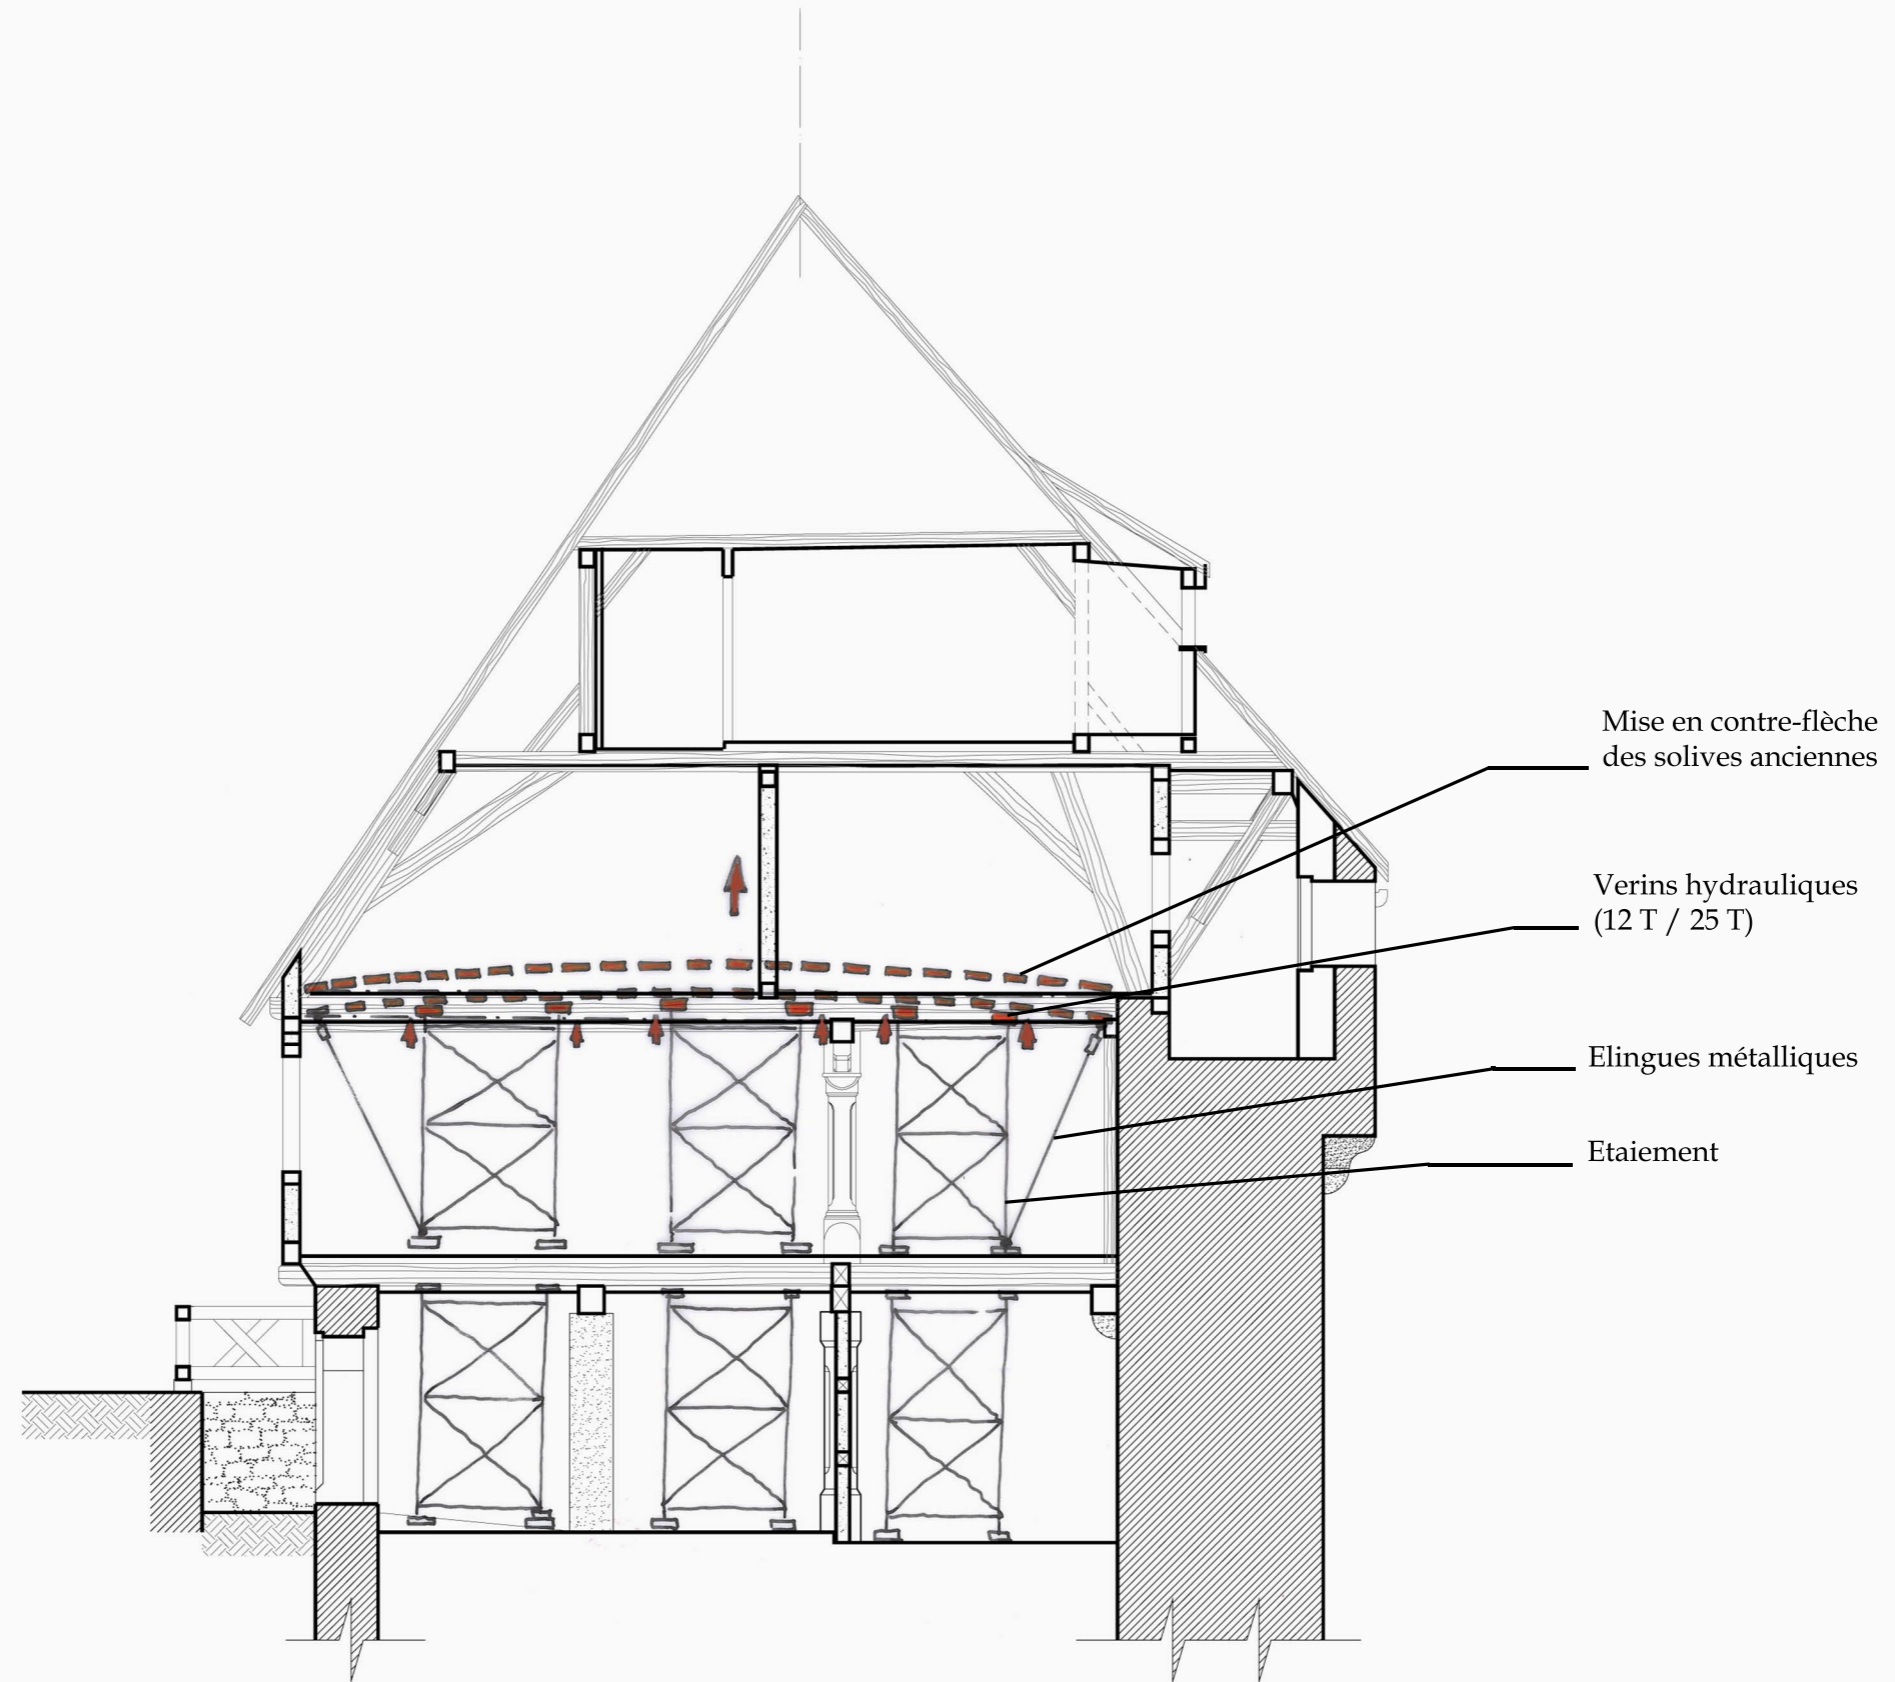 Mise en contre-flèche
des solives anciennes
Verins hydrauliques
(12 T / 25 T)
Elingues métalliques
Etaiement